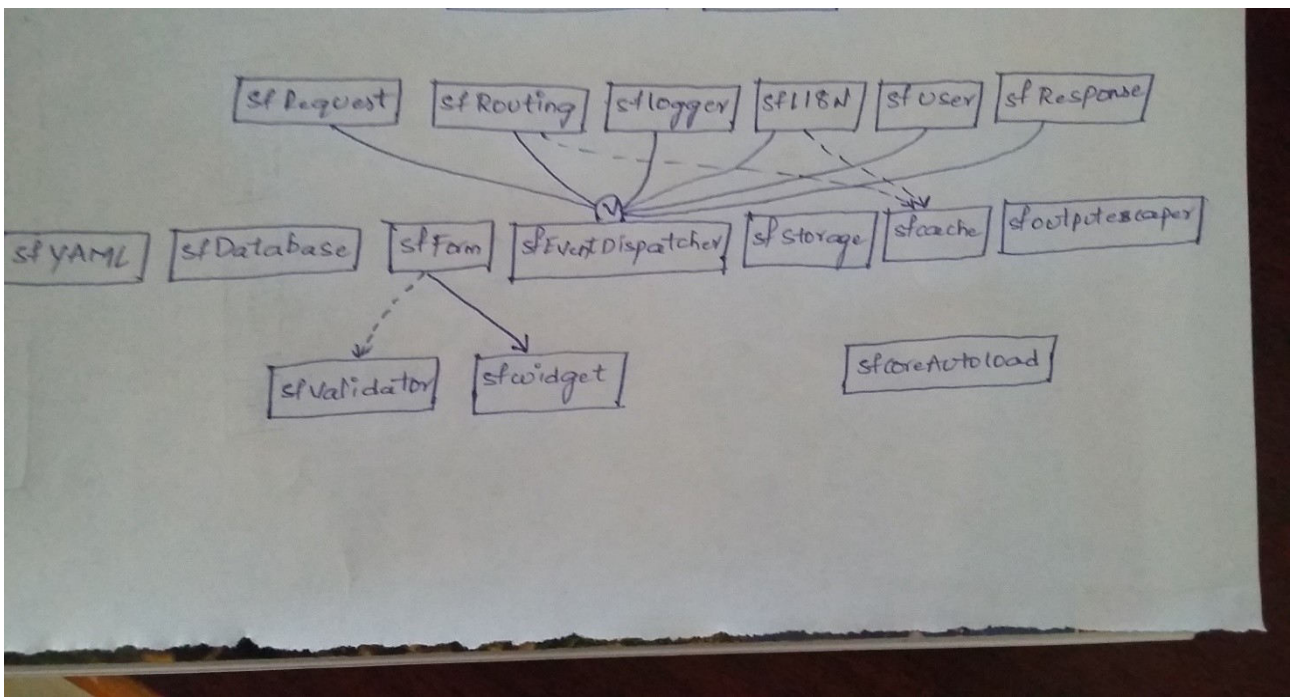 sfRequest
sfRouting
sflogger
sfI18N
sfUser
sfResponse
sfYAML
sfDatabase
sfForm
sfEventDispatcher
sfstorage
sfcache
sfoutputescaper
sfvalidator
sfwidget
sfcoreAutoload